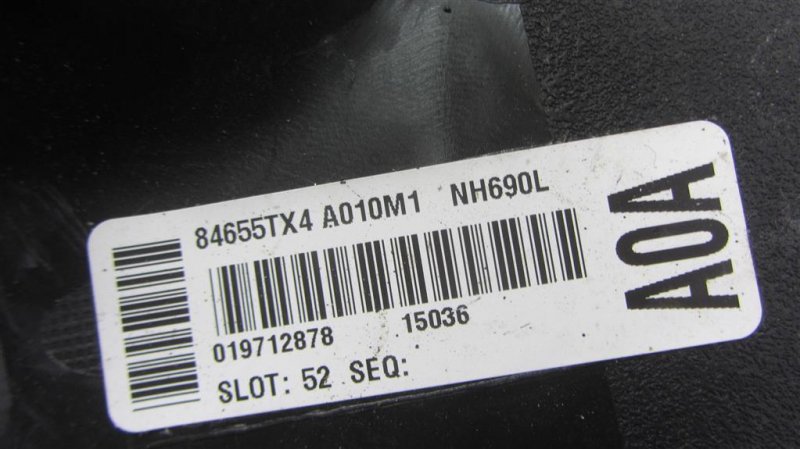 84655TX4 A010M1 NH690L
019712878 15036
SLOT: 52 SEQ:
A0A